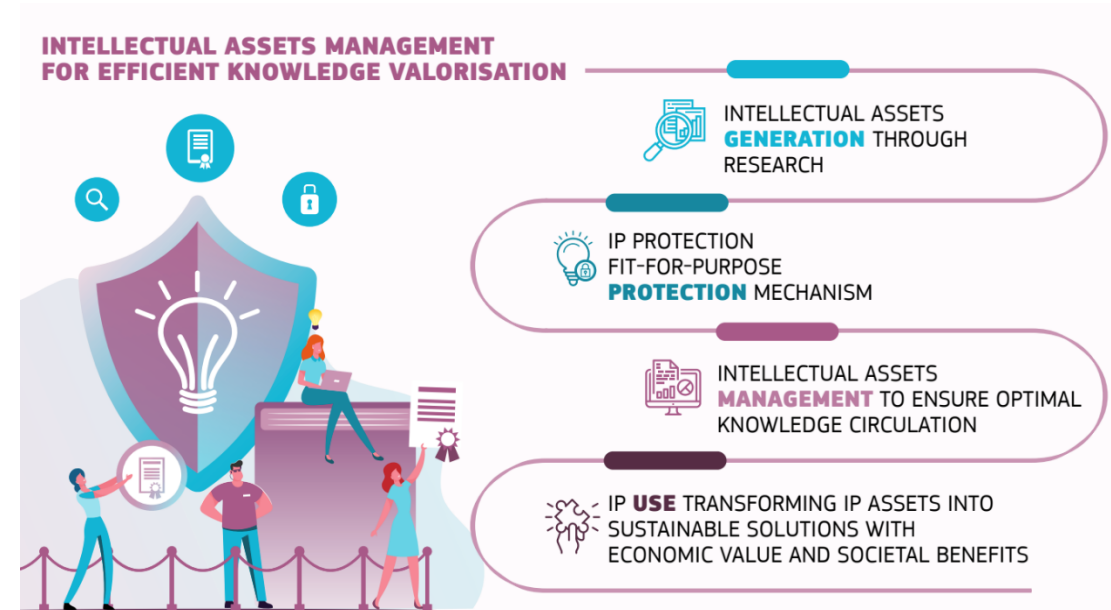 INTELLECTUAL ASSETS MANAGEMENT
FOR EFFICIENT KNOWLEDGE VALORISATION
INTELLECTUAL ASSETS
GENERATION THROUGH
RESEARCH
IP PROTECTION
FIT-FOR-PURPOSE
PROTECTION MECHANISM
INTELLECTUAL ASSETS
MANAGEMENT TO ENSURE OPTIMAL
KNOWLEDGE CIRCULATION
IP USE TRANSFORMING IP ASSETS INTO
SUSTAINABLE SOLUTIONS WITH
ECONOMIC VALUE AND SOCIETAL BENEFITS